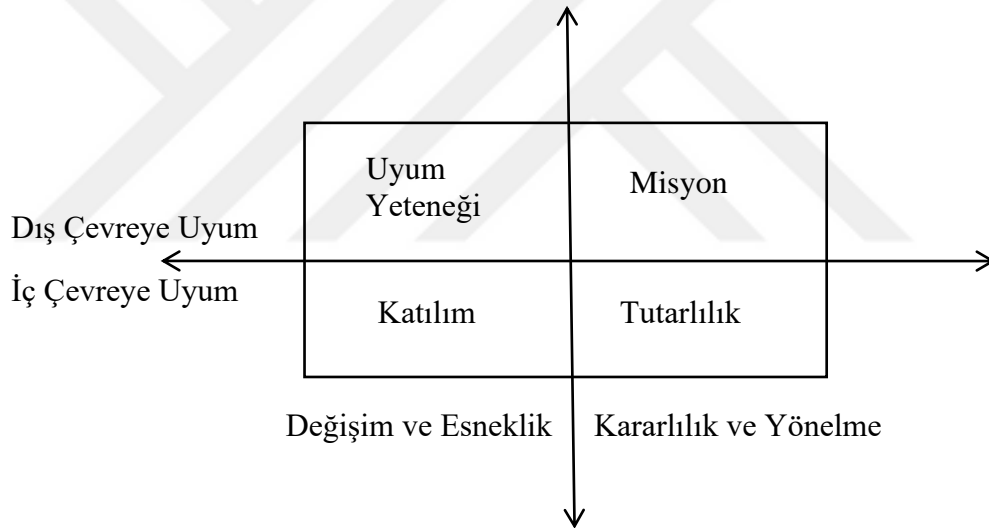 Uyum
Yeteneği
Misyon
Dış Çevreye Uyum
İç Çevreye Uyum
Katılım
Tutarlılık
Değişim ve Esneklik
Kararlılık ve Yönelme